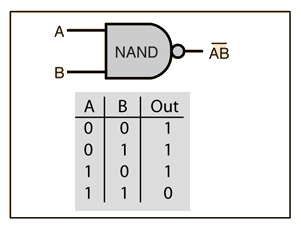 A
NAND
A̅B̅
B
A B Out
0 0 1
0 1 1
1 0 1
1 1 0